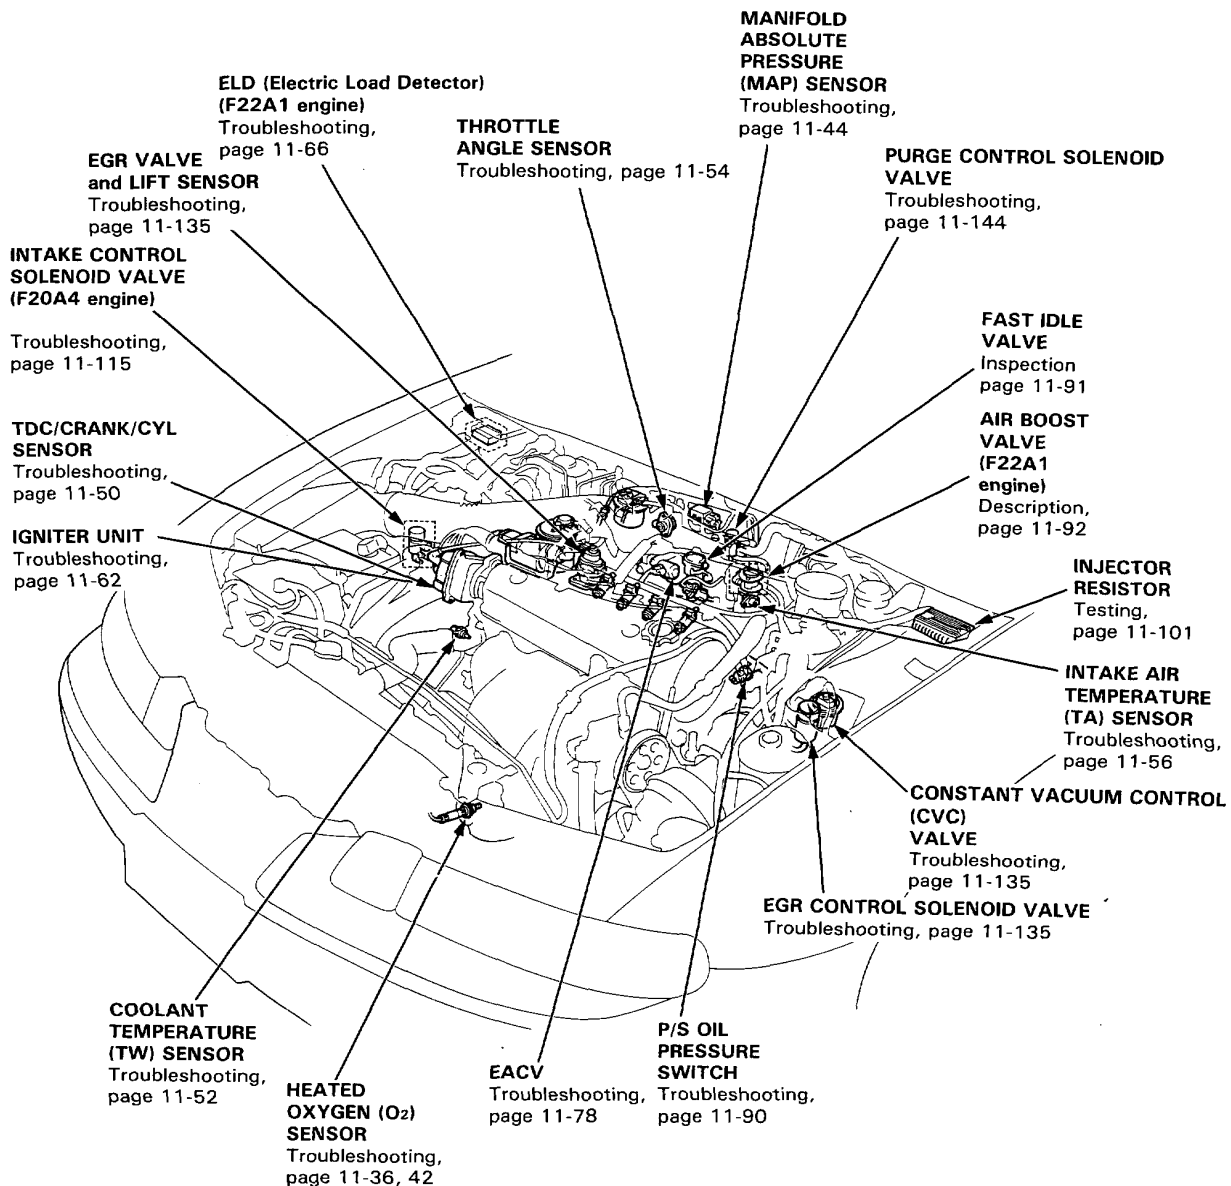 MANIFOLD
ABSOLUTE
PRESSURE
(MAP) SENSOR
Troubleshooting,
page 11-44
ELD (Electric Load Detector)
(F22A1 engine)
Troubleshooting,
page 11-66
THROTTLE
ANGLE SENSOR
Troubleshooting, page 11-54
EGR VALVE
and LIFT SENSOR
Troubleshooting,
page 11-135
PURGE CONTROL SOLENOID
VALVE
Troubleshooting,
page 11-144
INTAKE CONTROL
SOLENOID VALVE
(F20A4 engine)
Troubleshooting,
page 11-115
FAST IDLE
VALVE
Inspection
page 11-91
TDC/CRANK/CYL
SENSOR
Troubleshooting,
page 11-50
AIR BOOST
VALVE
(F22A1
engine)
Description,
page 11-92
IGNITER UNIT
Troubleshooting,
page 11-62
INJECTOR
RESISTOR
Testing,
page 11-101
INTAKE AIR
TEMPERATURE
(TA) SENSOR
Troubleshooting,
page 11-56
CONSTANT VACUUM CONTROL
(CVC)
VALVE
Troubleshooting,
page 11-135
EGR CONTROL SOLENOID VALVE
Troubleshooting, page 11-135
COOLANT
TEMPERATURE
(TW) SENSOR
Troubleshooting,
page 11-52
HEATED
OXYGEN (O2)
SENSOR
Troubleshooting,
page 11-36, 42
EACV
Troubleshooting,
page 11-78
P/S OIL
PRESSURE
SWITCH
Troubleshooting,
page 11-90